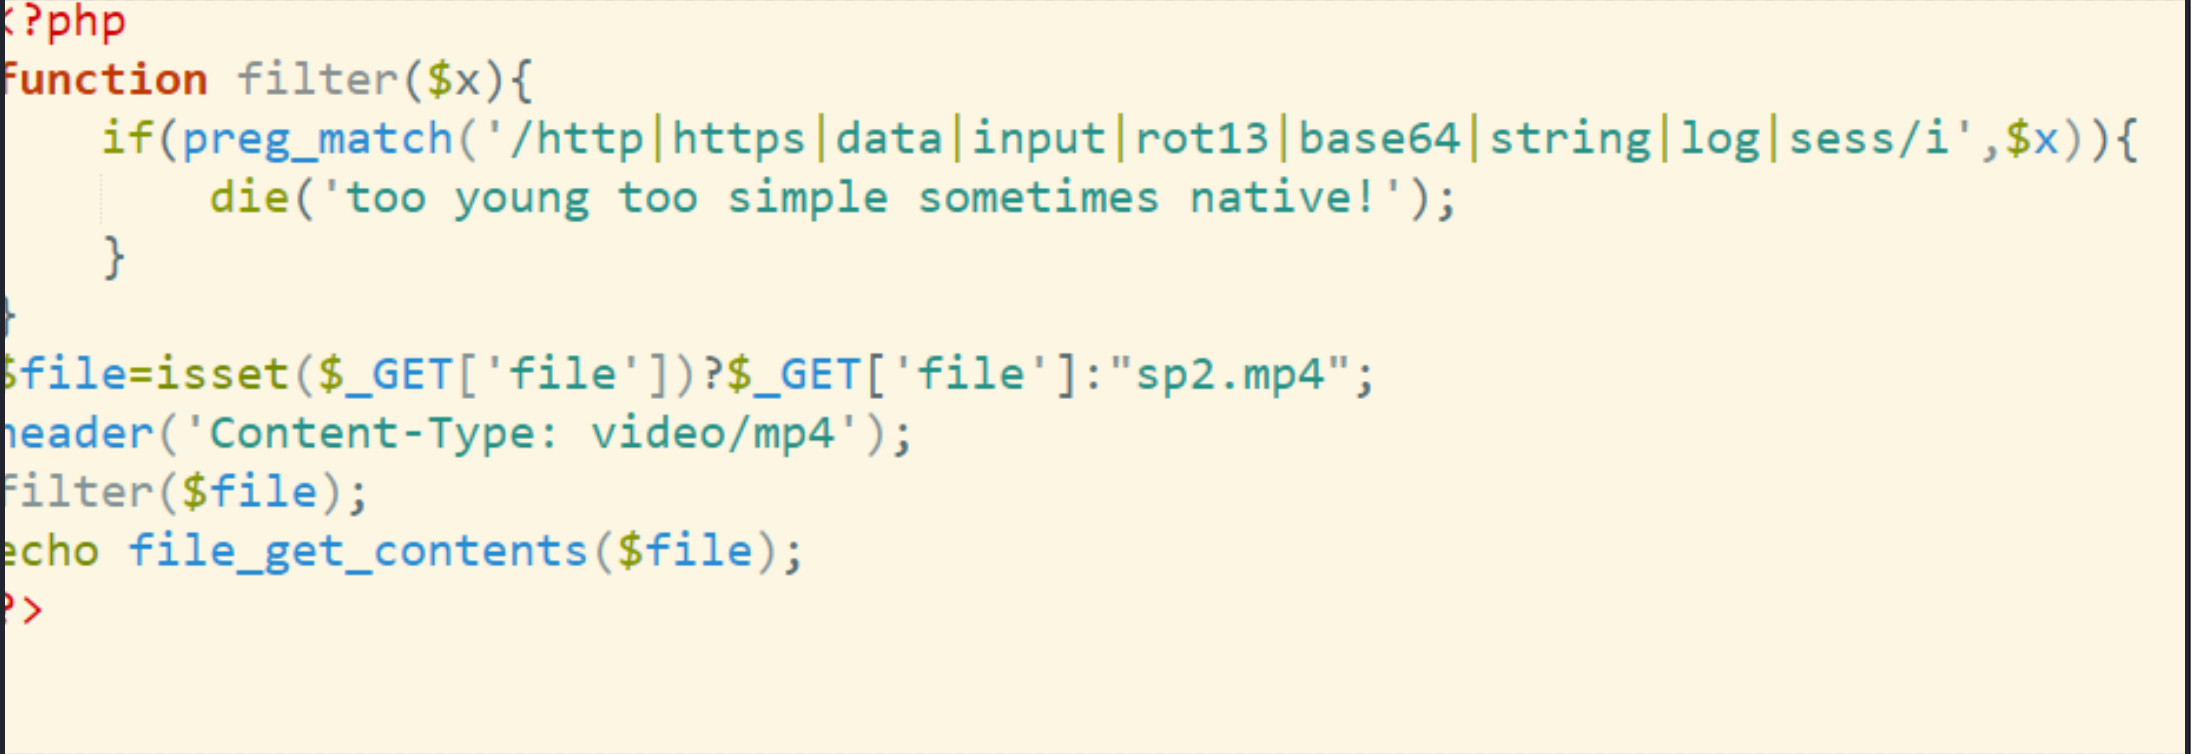 <?php
function filter($x){
    if(preg_match('/http|https|data|input|rot13|base64|string|log|sess/i',$x)){
        die('too young too simple sometimes native!');
    }
}
$file=isset($_GET['file'])?$_GET['file']:"sp2.mp4";
header('Content-Type: video/mp4');
filter($file);
echo file_get_contents($file);
?>